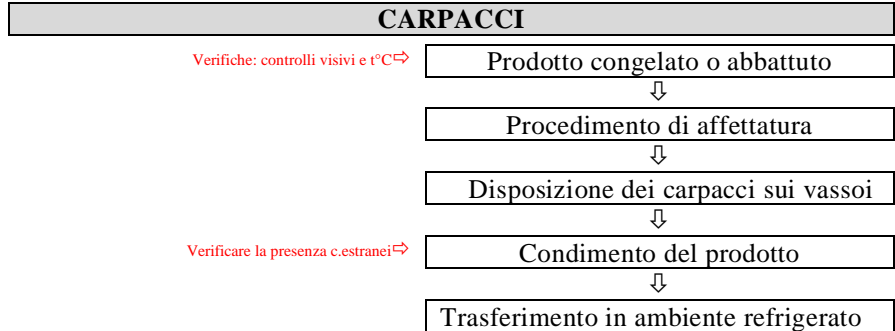 CARPACCI
Verifiche: controlli visivi e t°C⇨ Prodotto congelato o abbattuto
⇩
Procedimento di affettatura
⇩
Disposizione dei carpacci sui vassoi
⇩
Verificare la presenza c.estranei⇨ Condimento del prodotto
⇩
Trasferimento in ambiente refrigerato